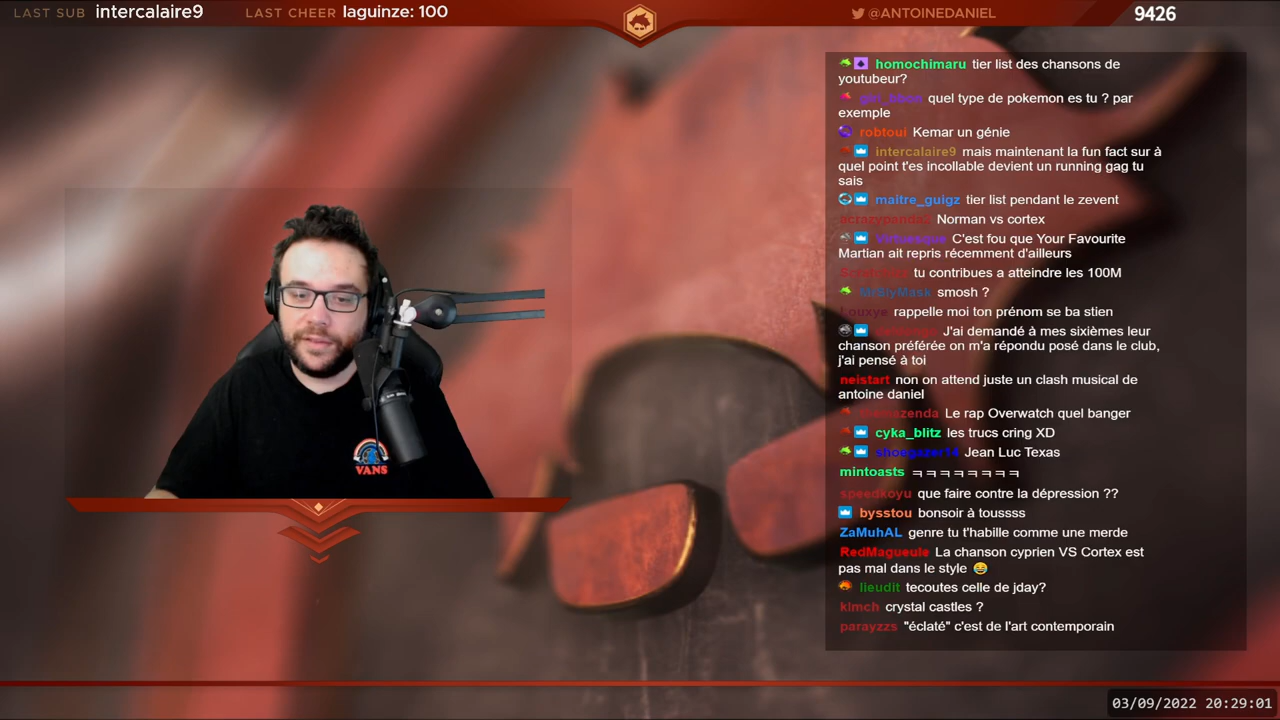 LAST SUB intercalaire9 LAST CHEER laguinze: 100 @ANTOINEDANIEL 9426
homochimaru tier list des chansons de
youtubeur?
quel type de pokemon es tu ? par
exemple
robtoui Kemar un génie
intercalaire9 mais maintenant la fun fact sur à
quel point t'es incollable devient un running gag tu
sais
maitre_guigz tier list pendant le zevent
Norman vs cortex
C'est fou que Your Favourite
Martian ait repris récemment d'ailleurs
tu contribues a atteindre les 100M
MrSlyMask smosh ?
Louxye rappelle moi ton prénom se ba stien
J'ai demandé à mes sixièmes leur
chanson préférée on m'a répondu posé dans le club,
j'ai pensé à toi
neistart non on attend juste un clash musical de
antoine daniel
Le rap Overwatch quel banger
cyka_blitz les trucs cring XD
shoegazer14 Jean Luc Texas
mintoasts ㅋㅋㅋㅋㅋㅋㅋㅋ
speedkoyu que faire contre la dépression ??
bysstou bonsoir à toussss
ZaMuhAL genre tu t'habille comme une merde
RedMagueule La chanson cyprien VS Cortex est
pas mal dans le style 😂
lieudit tecoutes celle de jday?
klmch crystal castles ?
parayzzs "éclaté" c'est de l'art contemporain
VANS
03/09/2022 20:29:01